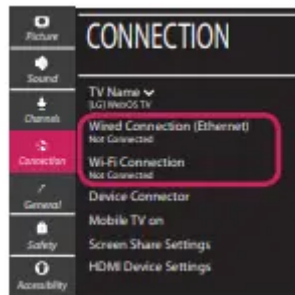 Picture
Sound
Channels
Connection
General
Safety
Accessibility
CONNECTION
TV Name
[LG] WebOS TV
Wired Connection (Ethernet)
Not Connected
Wi-Fi Connection
Not Connected
Device Connector
Mobile TV on
Screen Share Settings
HDMI Device Settings